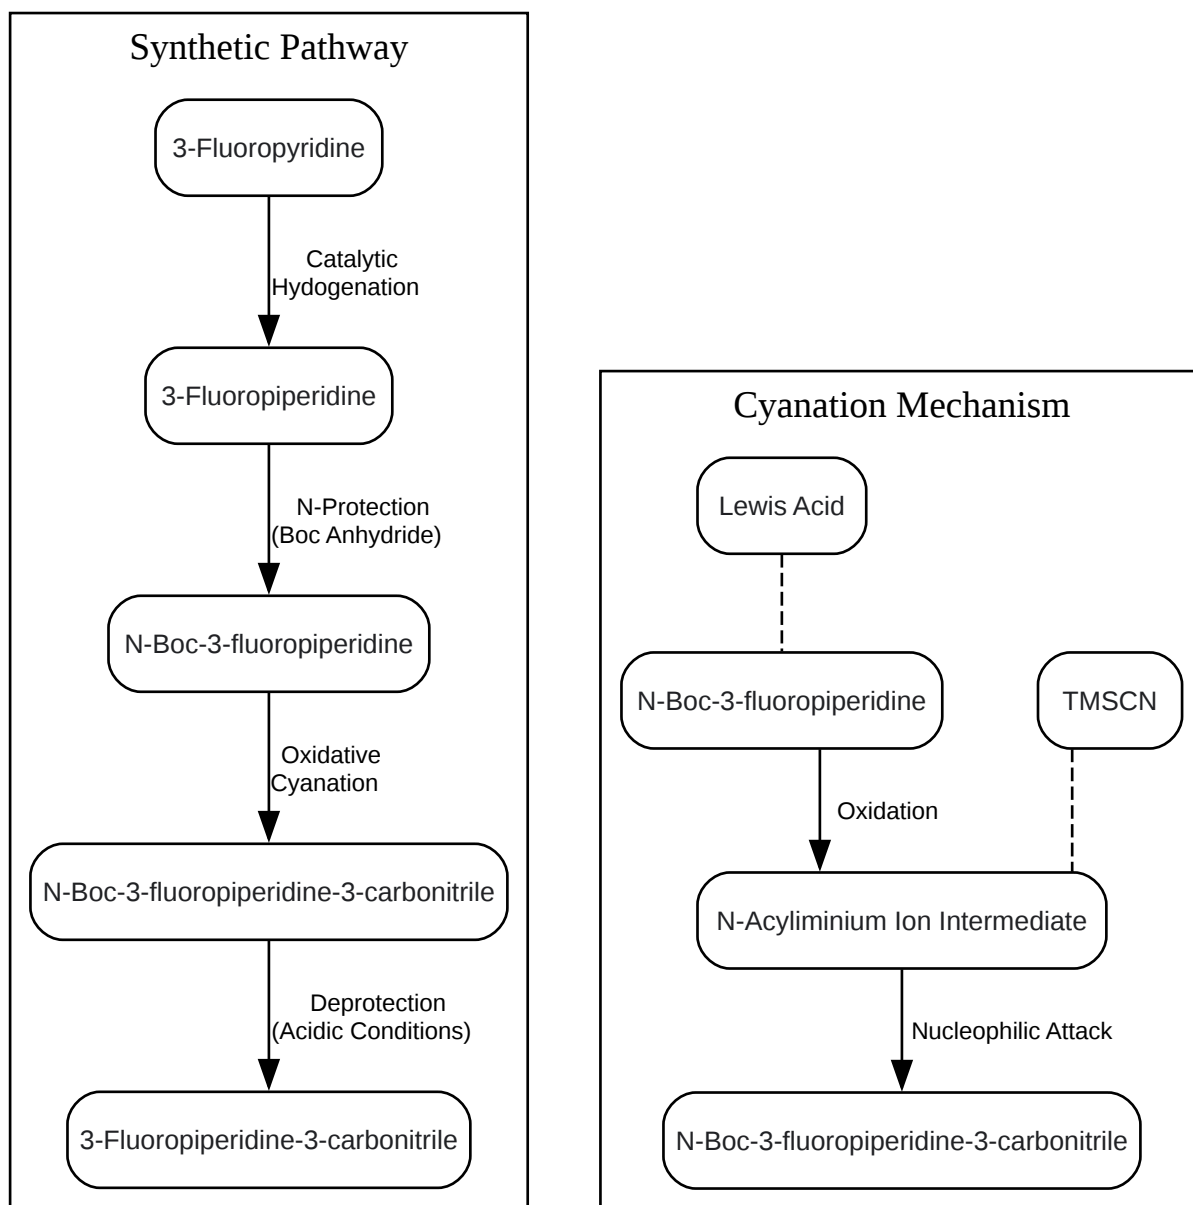 Synthetic Pathway
3-Fluoropyridine
Catalytic
Hydogenation
3-Fluoropiperidine
N-Protection
(Boc Anhydride)
N-Boc-3-fluoropiperidine
Oxidative
Cyanation
N-Boc-3-fluoropiperidine-3-carbonitrile
Deprotection
(Acidic Conditions)
3-Fluoropiperidine-3-carbonitrile
Cyanation Mechanism
Lewis Acid
N-Boc-3-fluoropiperidine
TMSCN
Oxidation
N-Acyliminium Ion Intermediate
Nucleophilic Attack
N-Boc-3-fluoropiperidine-3-carbonitrile